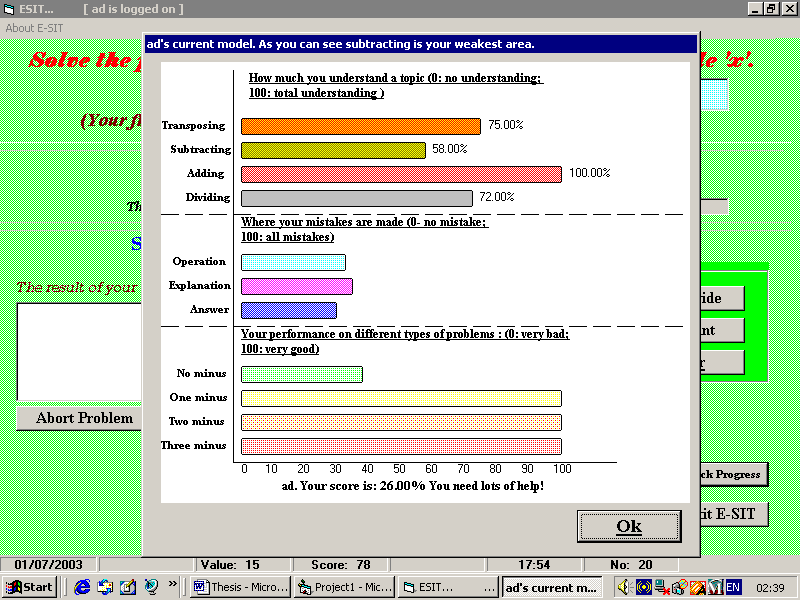 ESIT... [ ad is logged on ]
About E-SIT
ad's current model. As you can see subtracting is your weakest area.
Solve the
le 'x'.
(Your
How much you understand a topic (0: no understanding;
100: total understanding )
Transposing 75.00%
Subtracting 58.00%
Adding 100.00%
Dividing 72.00%
Where your mistakes are made (0- no mistake;
100: all mistakes)
Operation
Explanation
Answer
Your performance on different types of problems : (0: very bad;
100: very good)
No minus
One minus
Two minus
Three minus
0 10 20 30 40 50 60 70 80 90 100
ad. Your score is: 26.00% You need lots of help!
Ok
Th
S
The result of your
Abort Problem
ide
nt
r
ck Progress
it E-SIT
01/07/2003 Value: 15 Score: 78 17:54 No: 20
Start » Thesis - Micro... Project1 - Mic... ESIT... ... ad's current m... EN 02:39